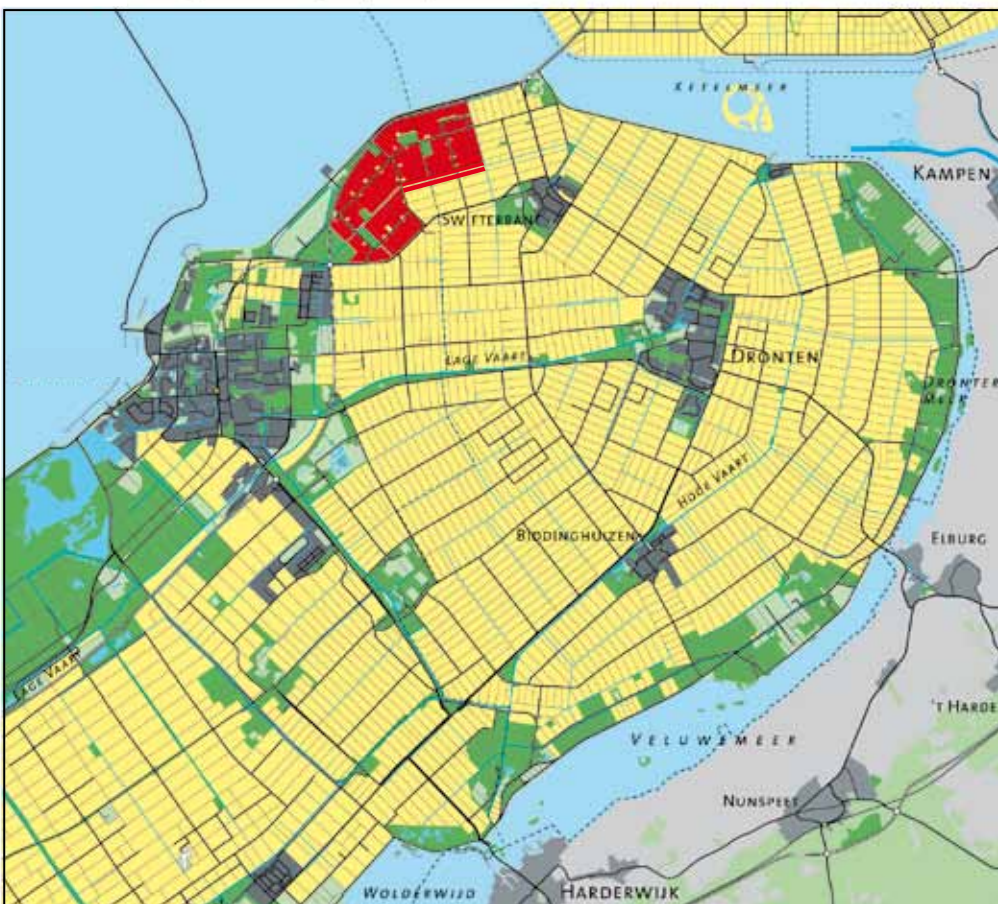 KETELMEER
KAMPEN
SWIFTERBANT
LAGE VAART
DRONTEN
DRONTER
MEER
HOGE VAART
BIDDINGHUIZEN
ELBURG
LAGE VAART
'T HARDE
VELUWEMEER
NUNSPEET
WOLDERWIJD
HARDERWIJK